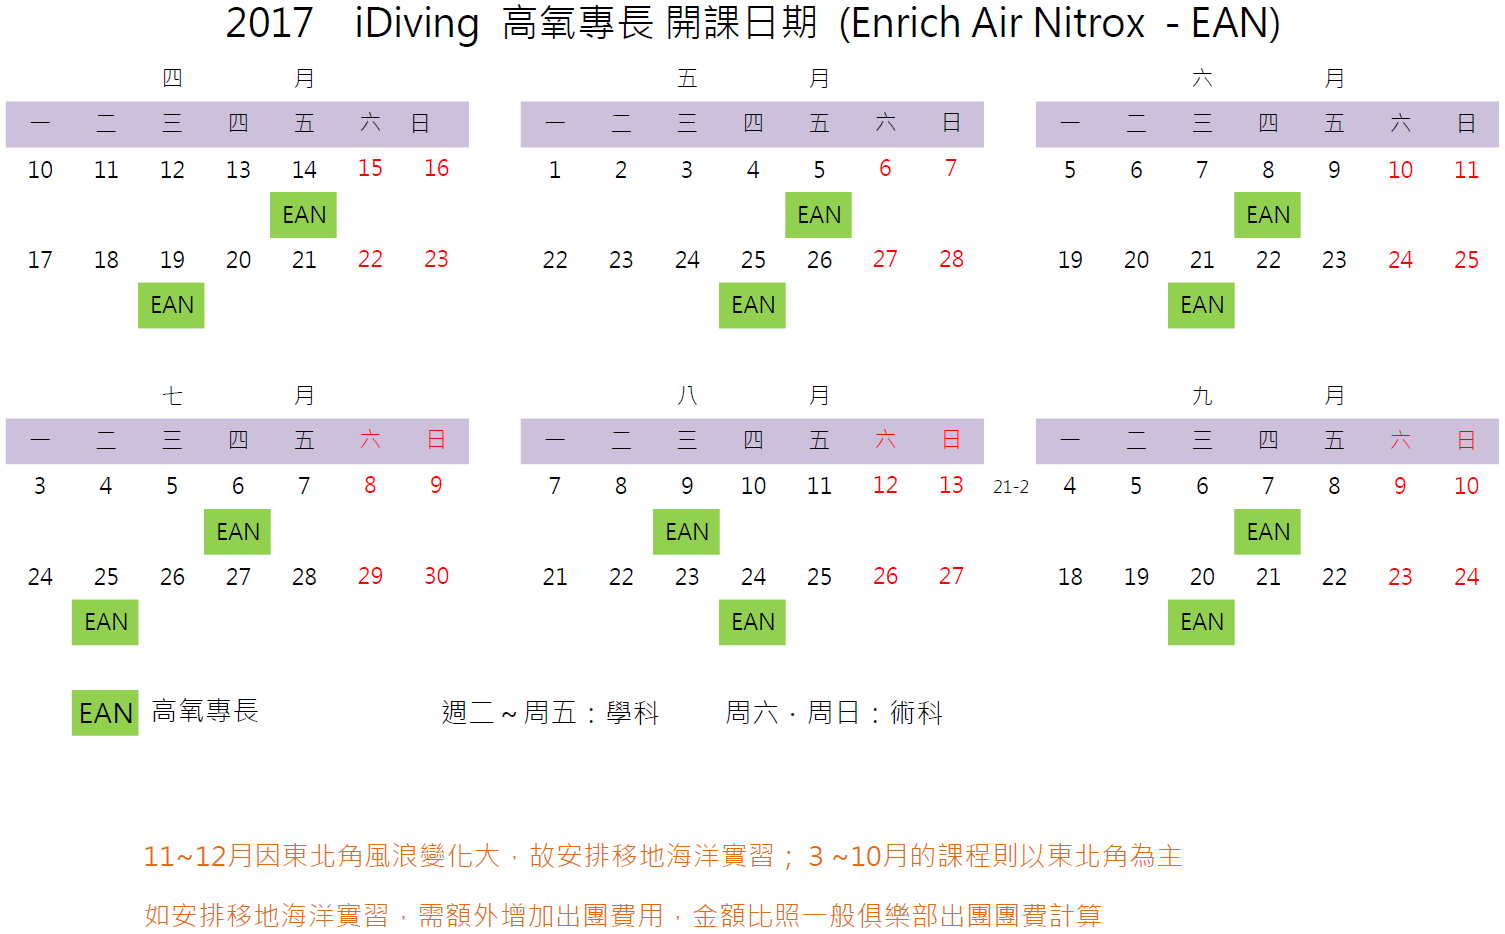 2017 iDiving 高氧專長 開課日期 (Enrich Air Nitrox - EAN)
四 月 五 月 六 月
一 二 三 四 五 六 日 一 二 三 四 五 六 日 一 二 三 四 五 六 日
10 11 12 13 14 15 16 1 2 3 4 5 6 7 5 6 7 8 9 10 11
EAN EAN EAN
17 18 19 20 21 22 23 22 23 24 25 26 27 28 19 20 21 22 23 24 25
EAN EAN EAN
七 月 八 月 九 月
一 二 三 四 五 六 日 一 二 三 四 五 六 日 一 二 三 四 五 六 日
3 4 5 6 7 8 9 7 8 9 10 11 12 13 21-2 4 5 6 7 8 9 10
EAN EAN EAN
24 25 26 27 28 29 30 21 22 23 24 25 26 27 18 19 20 21 22 23 24
EAN EAN EAN
EAN 高氧專長 週二~周五：學科 周六．周日：術科
11~12月因東北角風浪變化大，故安排移地海洋實習；3 ~10月的課程則以東北角為主
如安排移地海洋實習，需額外增加出團費用，金額比照一般俱樂部出團團費計算